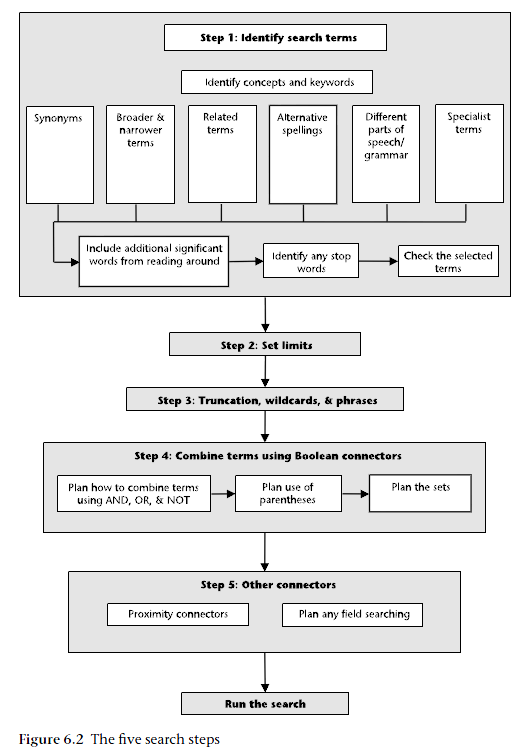 Step 1: Identify search terms
Identify concepts and keywords
Synonyms
Broader &
narrower
terms
Related
terms
Alternative
spellings
Different
parts of
speech/
grammar
Specialist
terms
Include additional significant
words from reading around
Identify any stop
words
Check the selected
terms
Step 2: Set limits
Step 3: Truncation, wildcards, & phrases
Step 4: Combine terms using Boolean connectors
Plan how to combine terms
using AND, OR, & NOT
Plan use of
parentheses
Plan the sets
Step 5: Other connectors
Proximity connectors
Plan any field searching
Run the search
Figure 6.2 The five search steps